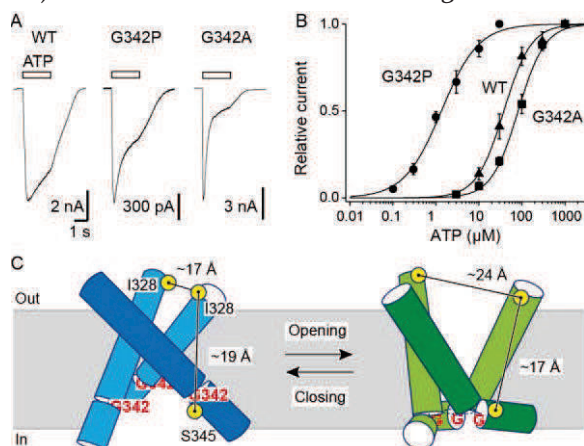 A
WT
G342P
G342A
ATP
2 nA
300 pA
3 nA
1 s
B
Relative current
1.0
0.5
0.0
G342P
WT
G342A
0.01 0.1 1 10 100 1000
ATP (µM)
C
~17 Å
I328
I328
Out
~19 Å
G342
G342
S345
In
Opening
Closing
~24 Å
~17 Å
G G G